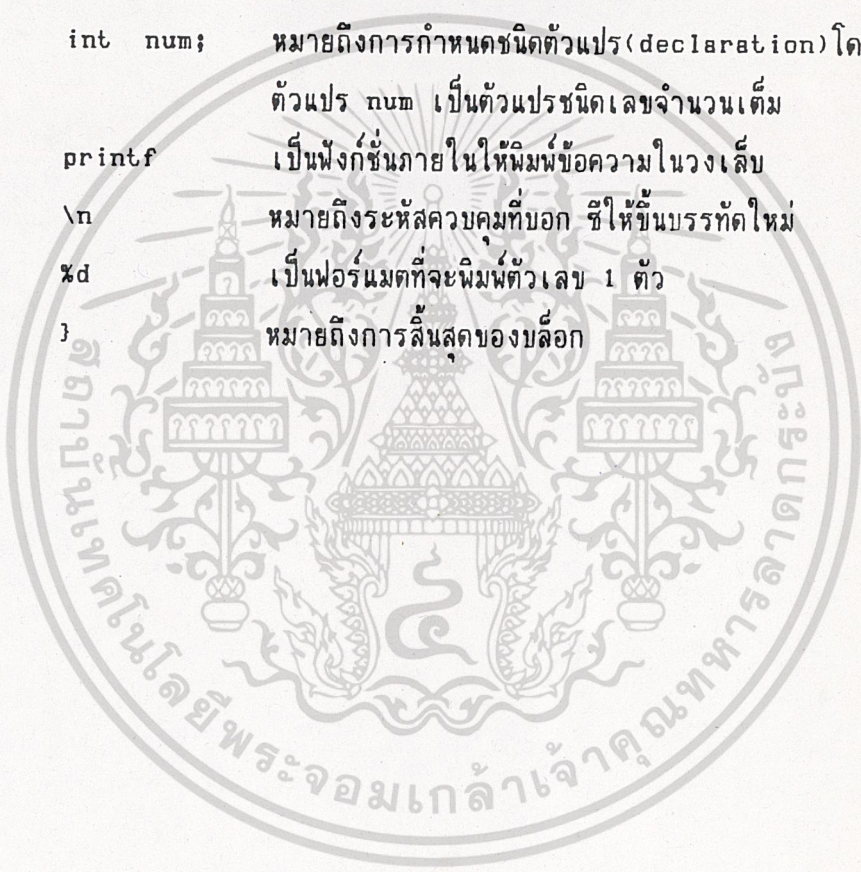 int num; หมายถึงการกำหนดชนิดตัวแปร(declaration)โด
ตัวแปร num เป็นตัวแปรชนิดเลขจำนวนเต็ม
printf เป็นฟังก์ชั่นภายในให้พิมพ์ข้อความในวงเล็บ
\n หมายถึงระหัสควบคุมที่บอก ซีให้ขึ้นบรรทัดใหม่
%d เป็นฟอร์แมตที่จะพิมพ์ตัวเลข 1 ตัว
} หมายถึงการสิ้นสุดของบล็อก
สถาบันเทคโนโลยีพระจอมเกล้าเจ้าคุณทหารลาดกระบัง